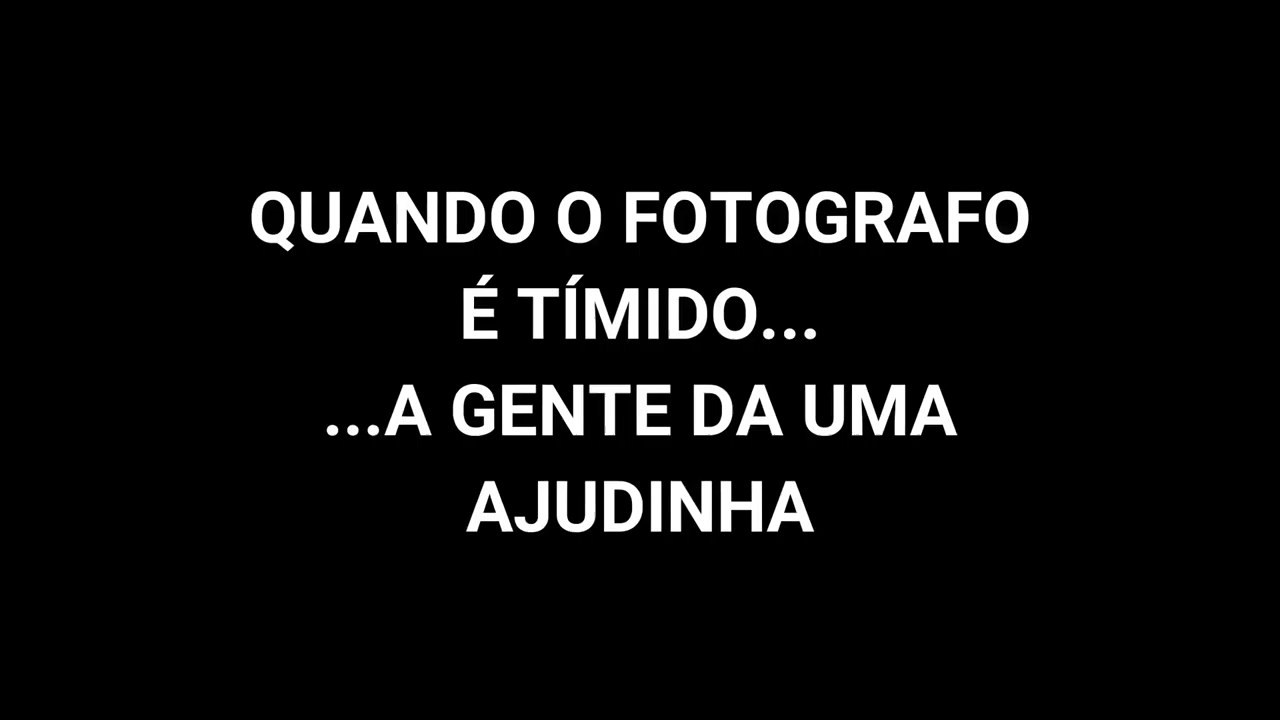 QUANDO O FOTOGRAFO
É TÍMIDO...
...A GENTE DA UMA
AJUDINHA